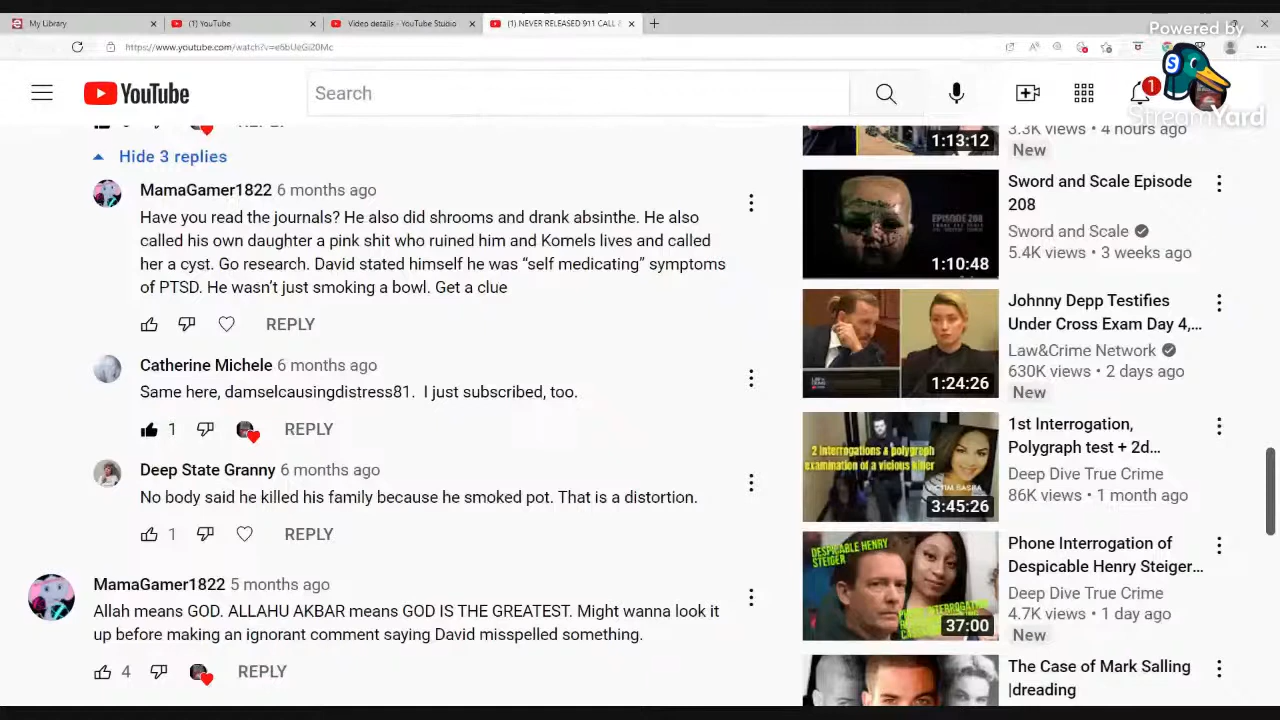 My Library
(1) YouTube
Video details - YouTube Studio
(1) NEVER RELEASED 911 CALL
Powered by
StreamYard
YouTube
Search
1
REPLY
Hide 3 replies
MamaGamer1822 6 months ago
Have you read the journals? He also did shrooms and drank absinthe. He also
called his own daughter a pink shit who ruined him and Komels lives and called
her a cyst. Go research. David stated himself he was “self medicating” symptoms
of PTSD. He wasn’t just smoking a bowl. Get a clue
REPLY
Catherine Michele 6 months ago
Same here, damselcausingdistress81. I just subscribed, too.
1 REPLY
Deep State Granny 6 months ago
No body said he killed his family because he smoked pot. That is a distortion.
1 REPLY
MamaGamer1822 5 months ago
Allah means GOD. ALLAHU AKBAR means GOD IS THE GREATEST. Might wanna look it
up before making an ignorant comment saying David misspelled something.
4 REPLY
1:13:12
3.3K views • 4 hours ago
New
EPISODE 208
1:10:48
Sword and Scale Episode
208
Sword and Scale
5.4K views • 3 weeks ago
1:24:26
Johnny Depp Testifies
Under Cross Exam Day 4,...
Law&Crime Network
630K views • 2 days ago
New
2 Interrogations & polygraph
examination of a vicious killer
3:45:26
1st Interrogation,
Polygraph test + 2d...
Deep Dive True Crime
86K views • 1 month ago
DESPICABLE HENRY
STEIGER
37:00
Phone Interrogation of
Despicable Henry Steiger...
Deep Dive True Crime
4.7K views • 1 day ago
New
The Case of Mark Salling
|dreading